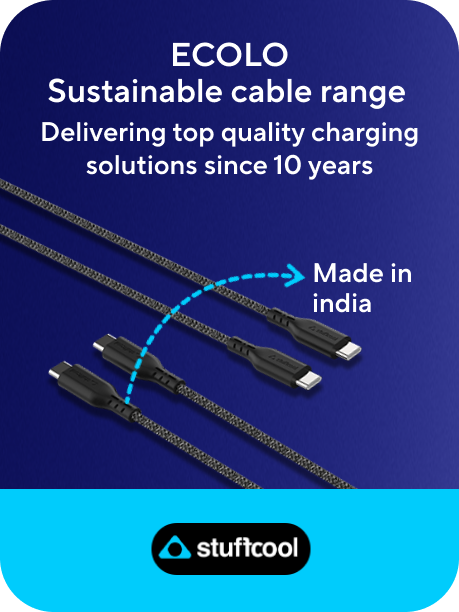 ECOLO
Sustainable cable range
Delivering top quality charging
solutions since 10 years
Made in
india
stuffcool